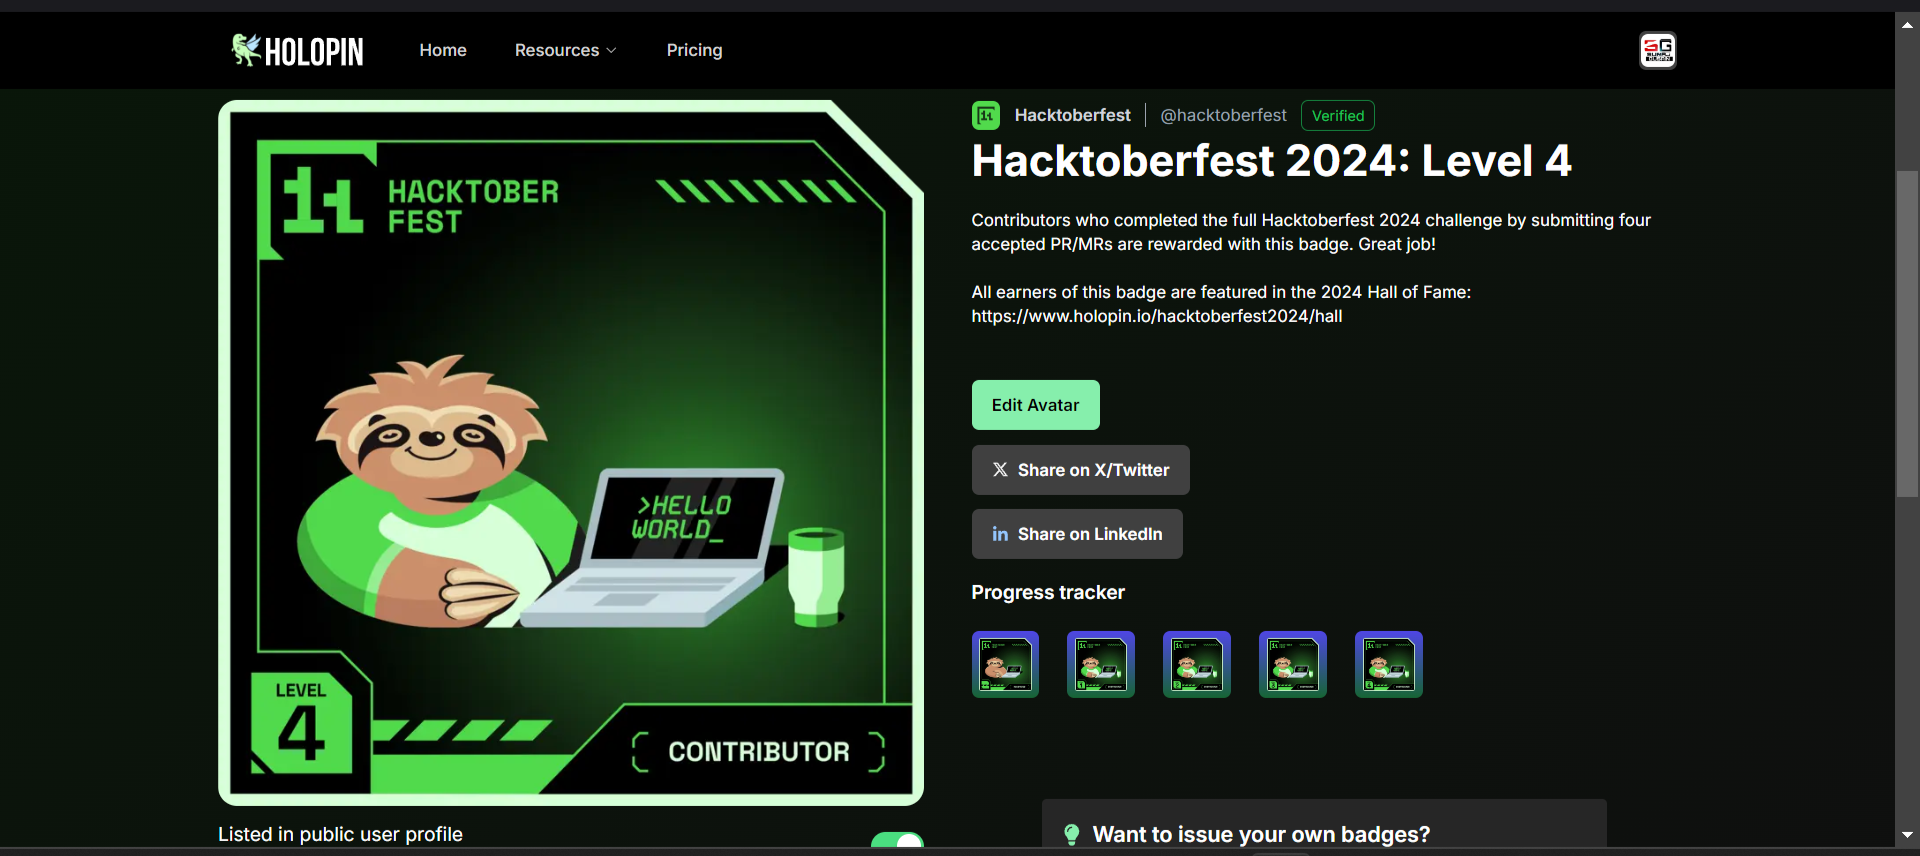 HOLOPIN
Home
Resources
Pricing
SG
HACKTOBER
FEST
>HELLO
WORLD_
LEVEL
4
CONTRIBUTOR
Listed in public user profile
Hacktoberfest
@hacktoberfest
Verified
Hacktoberfest 2024: Level 4
Contributors who completed the full Hacktoberfest 2024 challenge by submitting four
accepted PR/MRs are rewarded with this badge. Great job!
All earners of this badge are featured in the 2024 Hall of Fame:
https://www.holopin.io/hacktoberfest2024/hall
Edit Avatar
Share on X/Twitter
in Share on LinkedIn
Progress tracker
Want to issue your own badges?